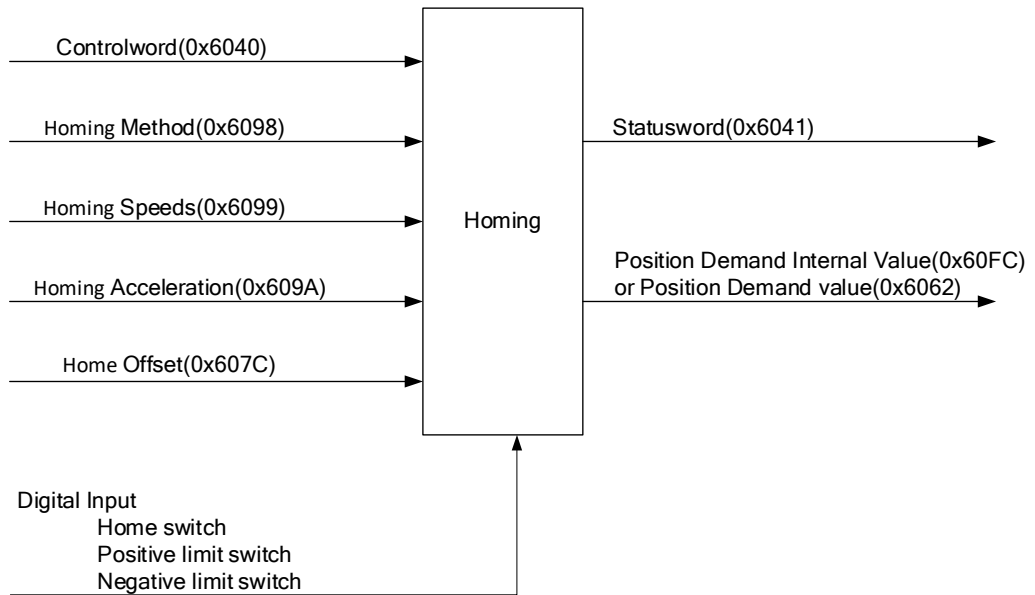 Controlword(0x6040)
Homing Method(0x6098)
Homing Speeds(0x6099)
Homing Acceleration(0x609A)
Home Offset(0x607C)
Homing
Statusword(0x6041)
Position Demand Internal Value(0x60FC)
or Position Demand value(0x6062)
Digital Input
Home switch
Positive limit switch
Negative limit switch